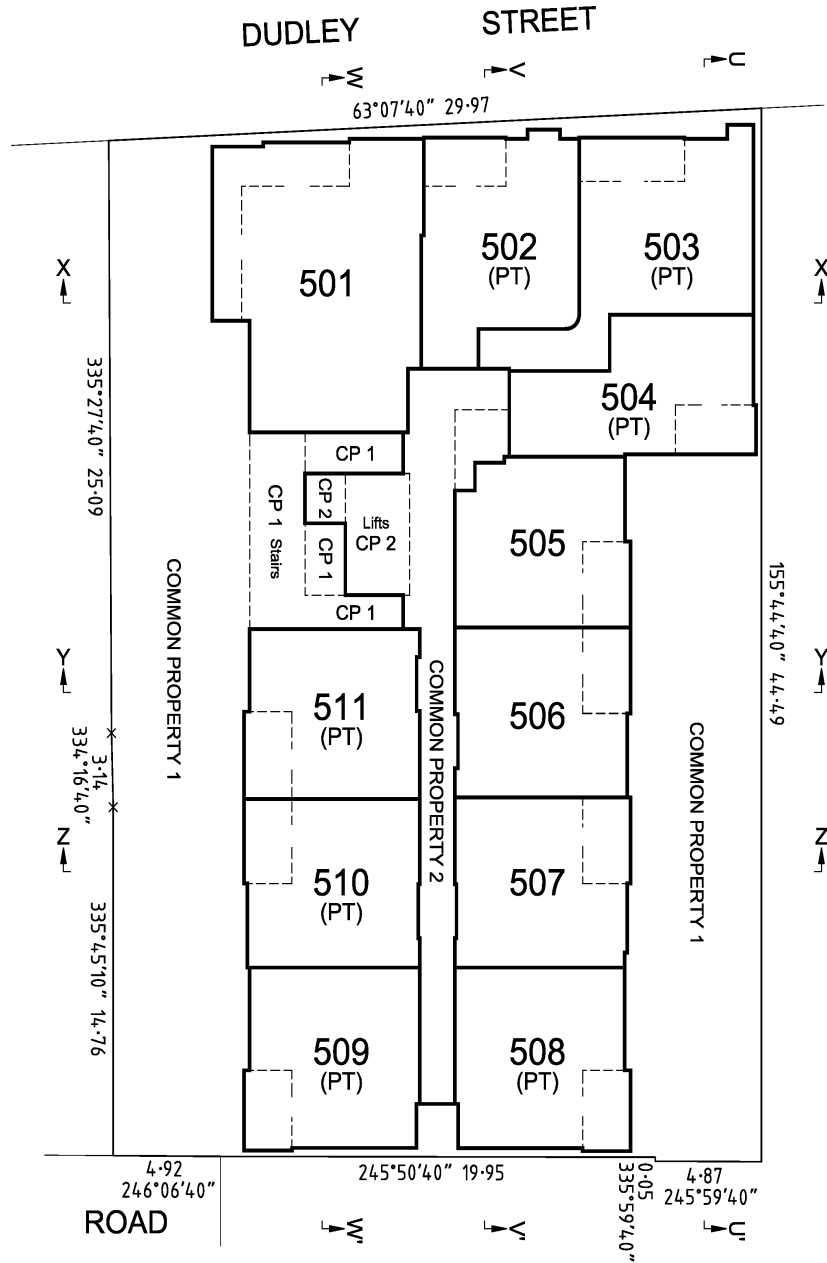 DUDLEY STREET
W
V
U
63°07'40" 29·97
X
X
501
502
(PT)
503
(PT)
504
(PT)
335°27'40" 25·09
CP 1
CP 2
Lifts
CP 2
CP 1
Stairs
CP 1
CP 1
505
COMMON PROPERTY 1
155°44'40" 44·49
Y
Y
511
(PT)
506
COMMON PROPERTY 2
COMMON PROPERTY 1
3·14
334°16'40"
Z
Z
510
(PT)
507
335°45'10" 14·76
509
(PT)
508
(PT)
4·92
246°06'40"
245°50'40" 19·95
0·05
335°59'40"
4·87
245°59'40"
ROAD
W'
V'
U'